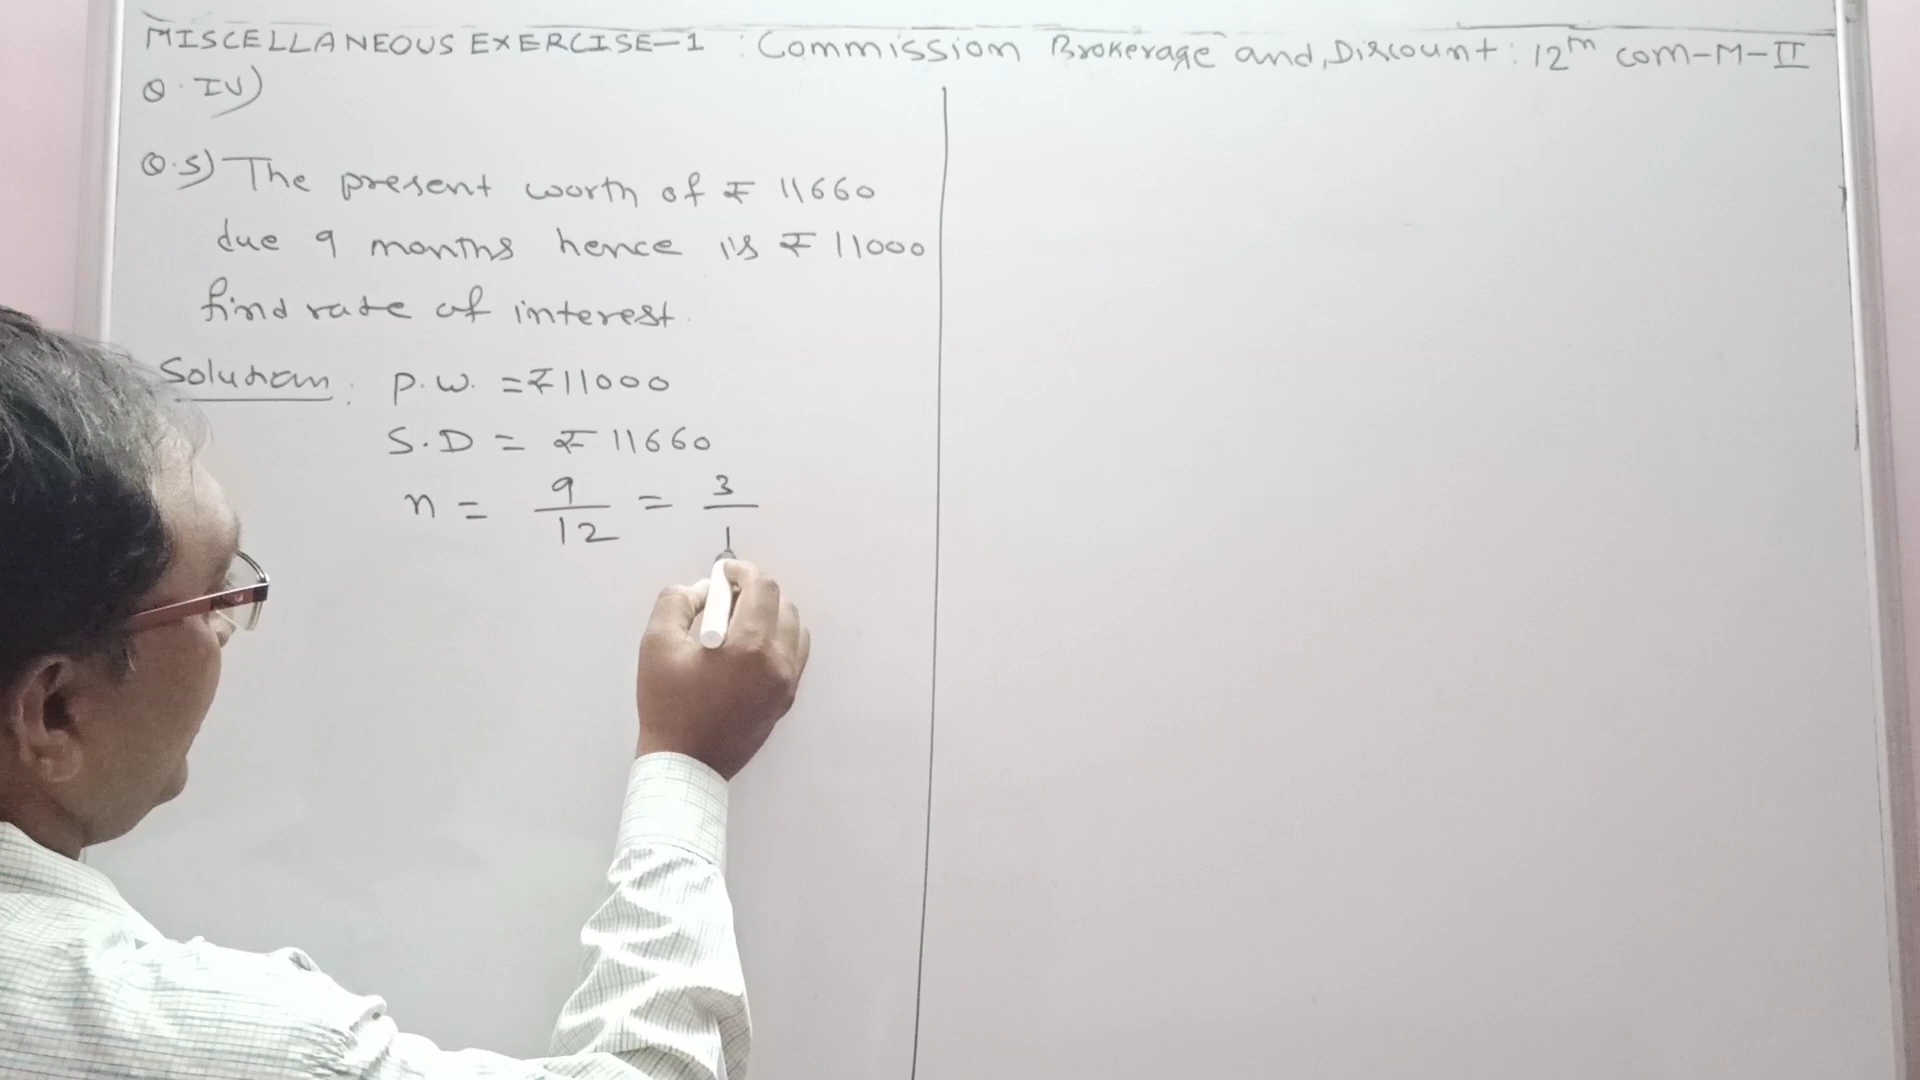 MISCELLANEOUS EXERCISE-1 : Commission Brokerage and Discount : 12th com-M-II
Q. IV)
Q.5) The present worth of ₹ 11660
due 9 months hence is ₹ 11000
find rate of interest.
Solution : P.W. = ₹11000
S.D = ₹ 11660
n = 9/12 = 3/